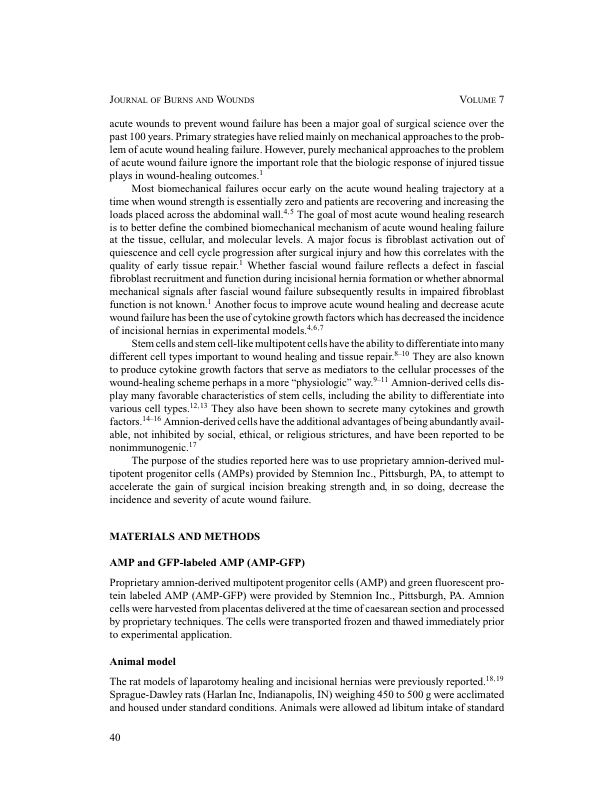 JOURNAL OF BURNS AND WOUNDS VOLUME 7
acute wounds to prevent wound failure has been a major goal of surgical science over the
past 100 years. Primary strategies have relied mainly on mechanical approaches to the prob-
lem of acute wound healing failure. However, purely mechanical approaches to the problem
of acute wound failure ignore the important role that the biologic response of injured tissue
plays in wound-healing outcomes.1
Most biomechanical failures occur early on the acute wound healing trajectory at a
time when wound strength is essentially zero and patients are recovering and increasing the
loads placed across the abdominal wall.4,5 The goal of most acute wound healing research
is to better define the combined biomechanical mechanism of acute wound healing failure
at the tissue, cellular, and molecular levels. A major focus is fibroblast activation out of
quiescence and cell cycle progression after surgical injury and how this correlates with the
quality of early tissue repair.1 Whether fascial wound failure reflects a defect in fascial
fibroblast recruitment and function during incisional hernia formation or whether abnormal
mechanical signals after fascial wound failure subsequently results in impaired fibroblast
function is not known.1 Another focus to improve acute wound healing and decrease acute
wound failure has been the use of cytokine growth factors which has decreased the incidence
of incisional hernias in experimental models.4,6,7
Stem cells and stem cell-like multipotent cells have the ability to differentiate into many
different cell types important to wound healing and tissue repair.8–10 They are also known
to produce cytokine growth factors that serve as mediators to the cellular processes of the
wound-healing scheme perhaps in a more “physiologic” way.9–11 Amnion-derived cells dis-
play many favorable characteristics of stem cells, including the ability to differentiate into
various cell types.12,13 They also have been shown to secrete many cytokines and growth
factors.14–16 Amnion-derived cells have the additional advantages of being abundantly avail-
able, not inhibited by social, ethical, or religious strictures, and have been reported to be
nonimmunogenic.17
The purpose of the studies reported here was to use proprietary amnion-derived mul-
tipotent progenitor cells (AMPs) provided by Stemnion Inc., Pittsburgh, PA, to attempt to
accelerate the gain of surgical incision breaking strength and, in so doing, decrease the
incidence and severity of acute wound failure.
MATERIALS AND METHODS
AMP and GFP-labeled AMP (AMP-GFP)
Proprietary amnion-derived multipotent progenitor cells (AMP) and green fluorescent pro-
tein labeled AMP (AMP-GFP) were provided by Stemnion Inc., Pittsburgh, PA. Amnion
cells were harvested from placentas delivered at the time of caesarean section and processed
by proprietary techniques. The cells were transported frozen and thawed immediately prior
to experimental application.
Animal model
The rat models of laparotomy healing and incisional hernias were previously reported.18,19
Sprague-Dawley rats (Harlan Inc, Indianapolis, IN) weighing 450 to 500 g were acclimated
and housed under standard conditions. Animals were allowed ad libitum intake of standard
40